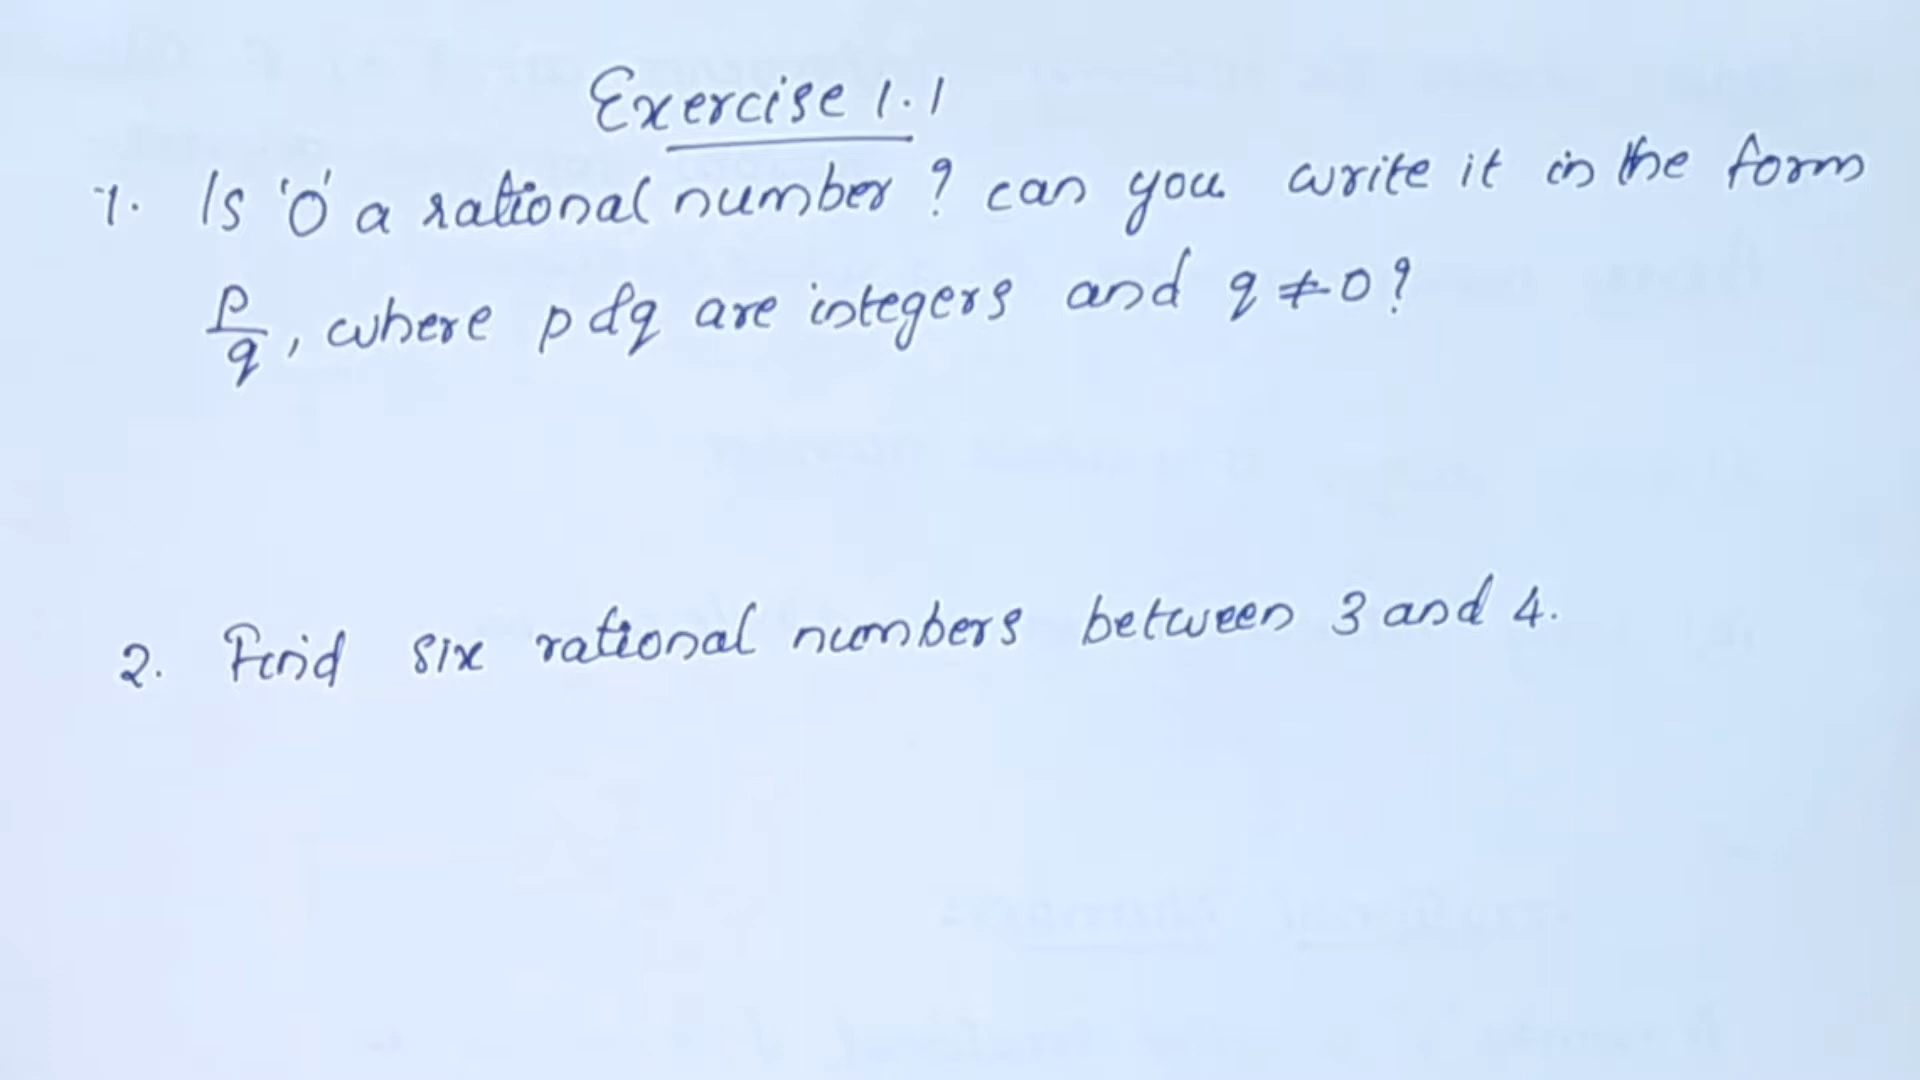 Exercise 1.1
1. Is '0' a rational number? can you write it in the form
p/q, where p & q are integers and q ≠ 0?
2. Find six rational numbers between 3 and 4.